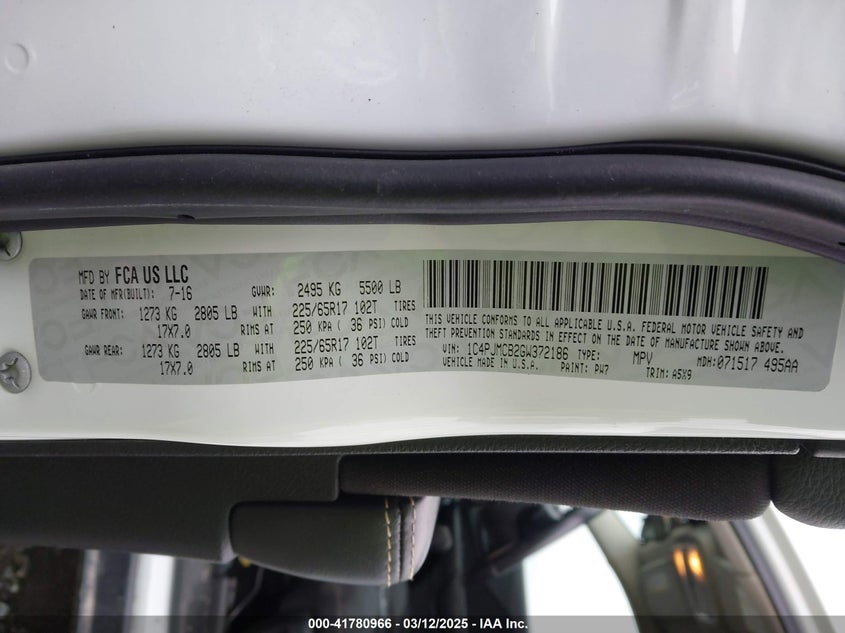 MFD BY FCA US LLC
DATE OF MFR(BUILT): 7-16 GVWR: 2495 KG 5500 LB
GAWR FRONT: 1273 KG 2805 LB WITH 225/65R17 102T TIRES
17X7.0 RIMS AT 250 KPA ( 36 PSI) COLD
GAWR REAR: 1273 KG 2805 LB WITH 225/65R17 102T TIRES
17X7.0 RIMS AT 250 KPA ( 36 PSI) COLD
THIS VEHICLE CONFORMS TO ALL APPLICABLE U.S.A. FEDERAL MOTOR VEHICLE SAFETY AND
THEFT PREVENTION STANDARDS IN EFFECT ON THE DATE OF MANUFACTURE SHOWN ABOVE.
VIN: 1C4PJMCB2GW372186 TYPE: MPV MDH:071517 495AA
VEHICLE MADE IN U.S.A. PAINT: PW7 TRIM: A5X9
000-41780966 - 03/12/2025 - IAA Inc.